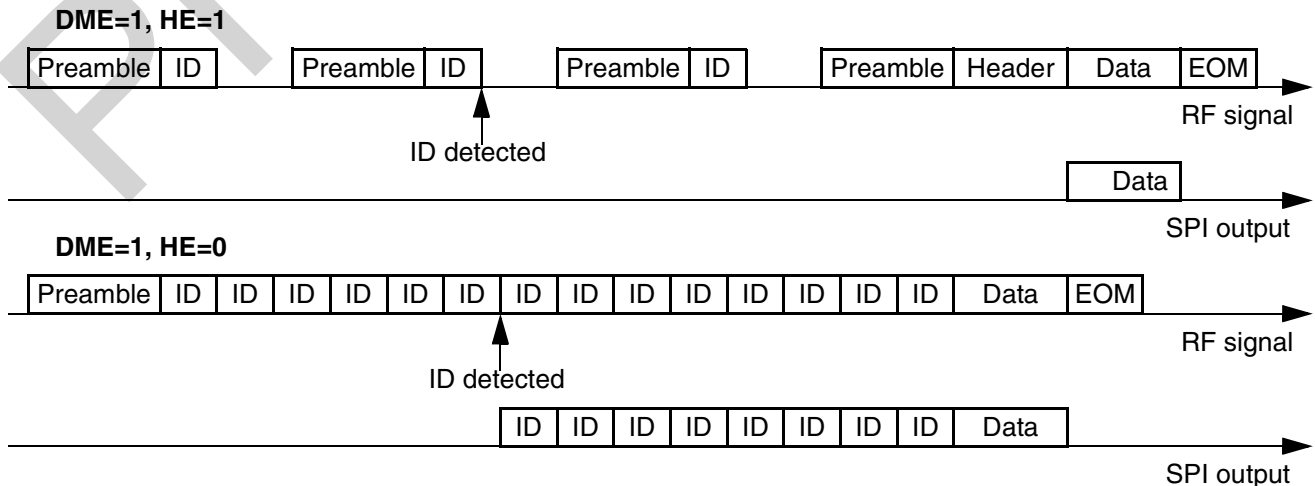 DME=1, HE=1
Preamble ID Preamble ID Preamble ID Preamble Header Data EOM
RF signal
ID detected
Data
SPI output
DME=1, HE=0
Preamble ID ID ID ID ID ID ID ID ID ID ID ID ID ID Data EOM
RF signal
ID detected
ID ID ID ID ID ID ID ID Data
SPI output